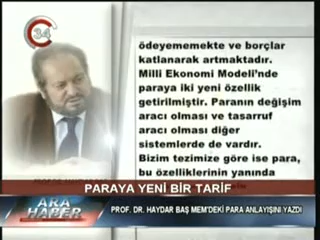 34
ödeyememekte ve borçlar
katlanarak artmaktadır.
Milli Ekonomi Modeli'nde
paraya iki yeni özellik
getirilmiştir. Paranın değişim
aracı olması ve tasarruf
aracı olması diğer
sistemlerde de vardır.
Bizim tezimize göre ise para,
bu özelliklerinin yanında
PARAYA YENİ BİR TARİF
ARA
HABER
PROF. DR. HAYDAR BAŞ MEM'DEKİ PARA ANLAYIŞINI YAZDI